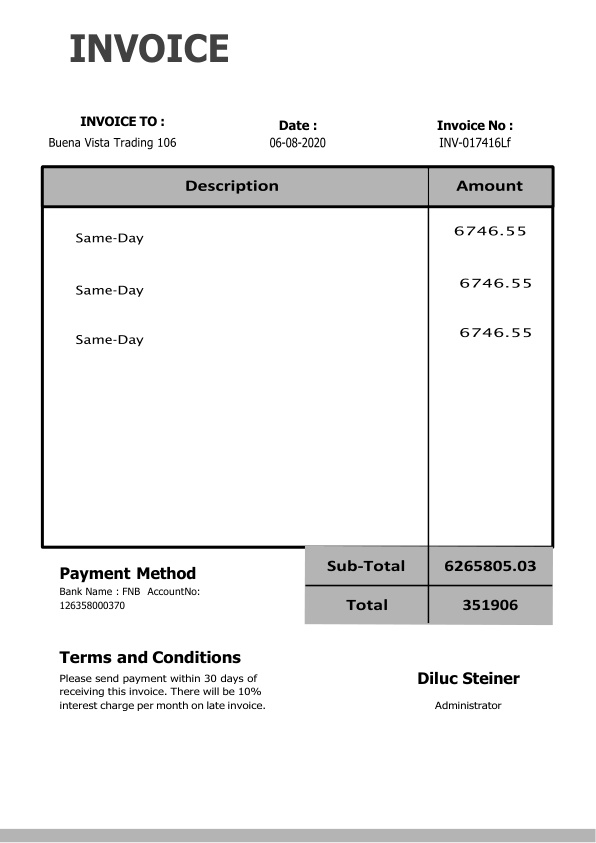 INVOICE
INVOICE TO :
Buena Vista Trading 106
Date :
06-08-2020
Invoice No :
INV-017416Lf
Description Amount
Same-Day 6746.55
Same-Day 6746.55
Same-Day 6746.55
Sub-Total 6265805.03
Total 351906
Payment Method
Bank Name : FNB AccountNo:
126358000370
Terms and Conditions
Please send payment within 30 days of
receiving this invoice. There will be 10%
interest charge per month on late invoice.
Diluc Steiner
Administrator